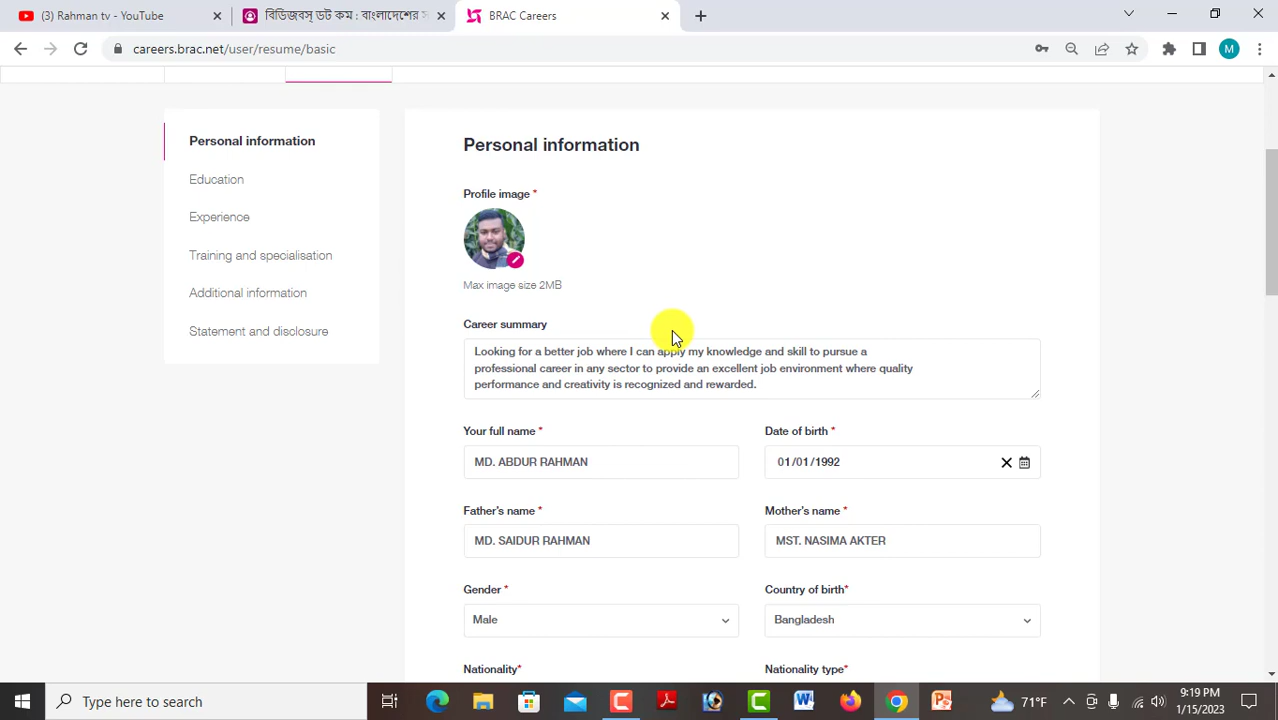 (3) Rahman tv - YouTube
বিডিজবস্ ডট কম : বাংলাদেশের স
BRAC Careers
careers.brac.net/user/resume/basic
M
Personal information
Education
Experience
Training and specialisation
Additional information
Statement and disclosure
Personal information
Profile image *
Max image size 2MB
Career summary
Looking for a better job where I can apply my knowledge and skill to pursue a
professional career in any sector to provide an excellent job environment where quality
performance and creativity is recognized and rewarded.
Your full name *
Date of birth *
MD. ABDUR RAHMAN
01/01/1992
Father's name *
Mother's name *
MD. SAIDUR RAHMAN
MST. NASIMA AKTER
Gender *
Country of birth*
Male
Bangladesh
Nationality*
Nationality type*
Type here to search
71°F
9:19 PM
1/15/2023